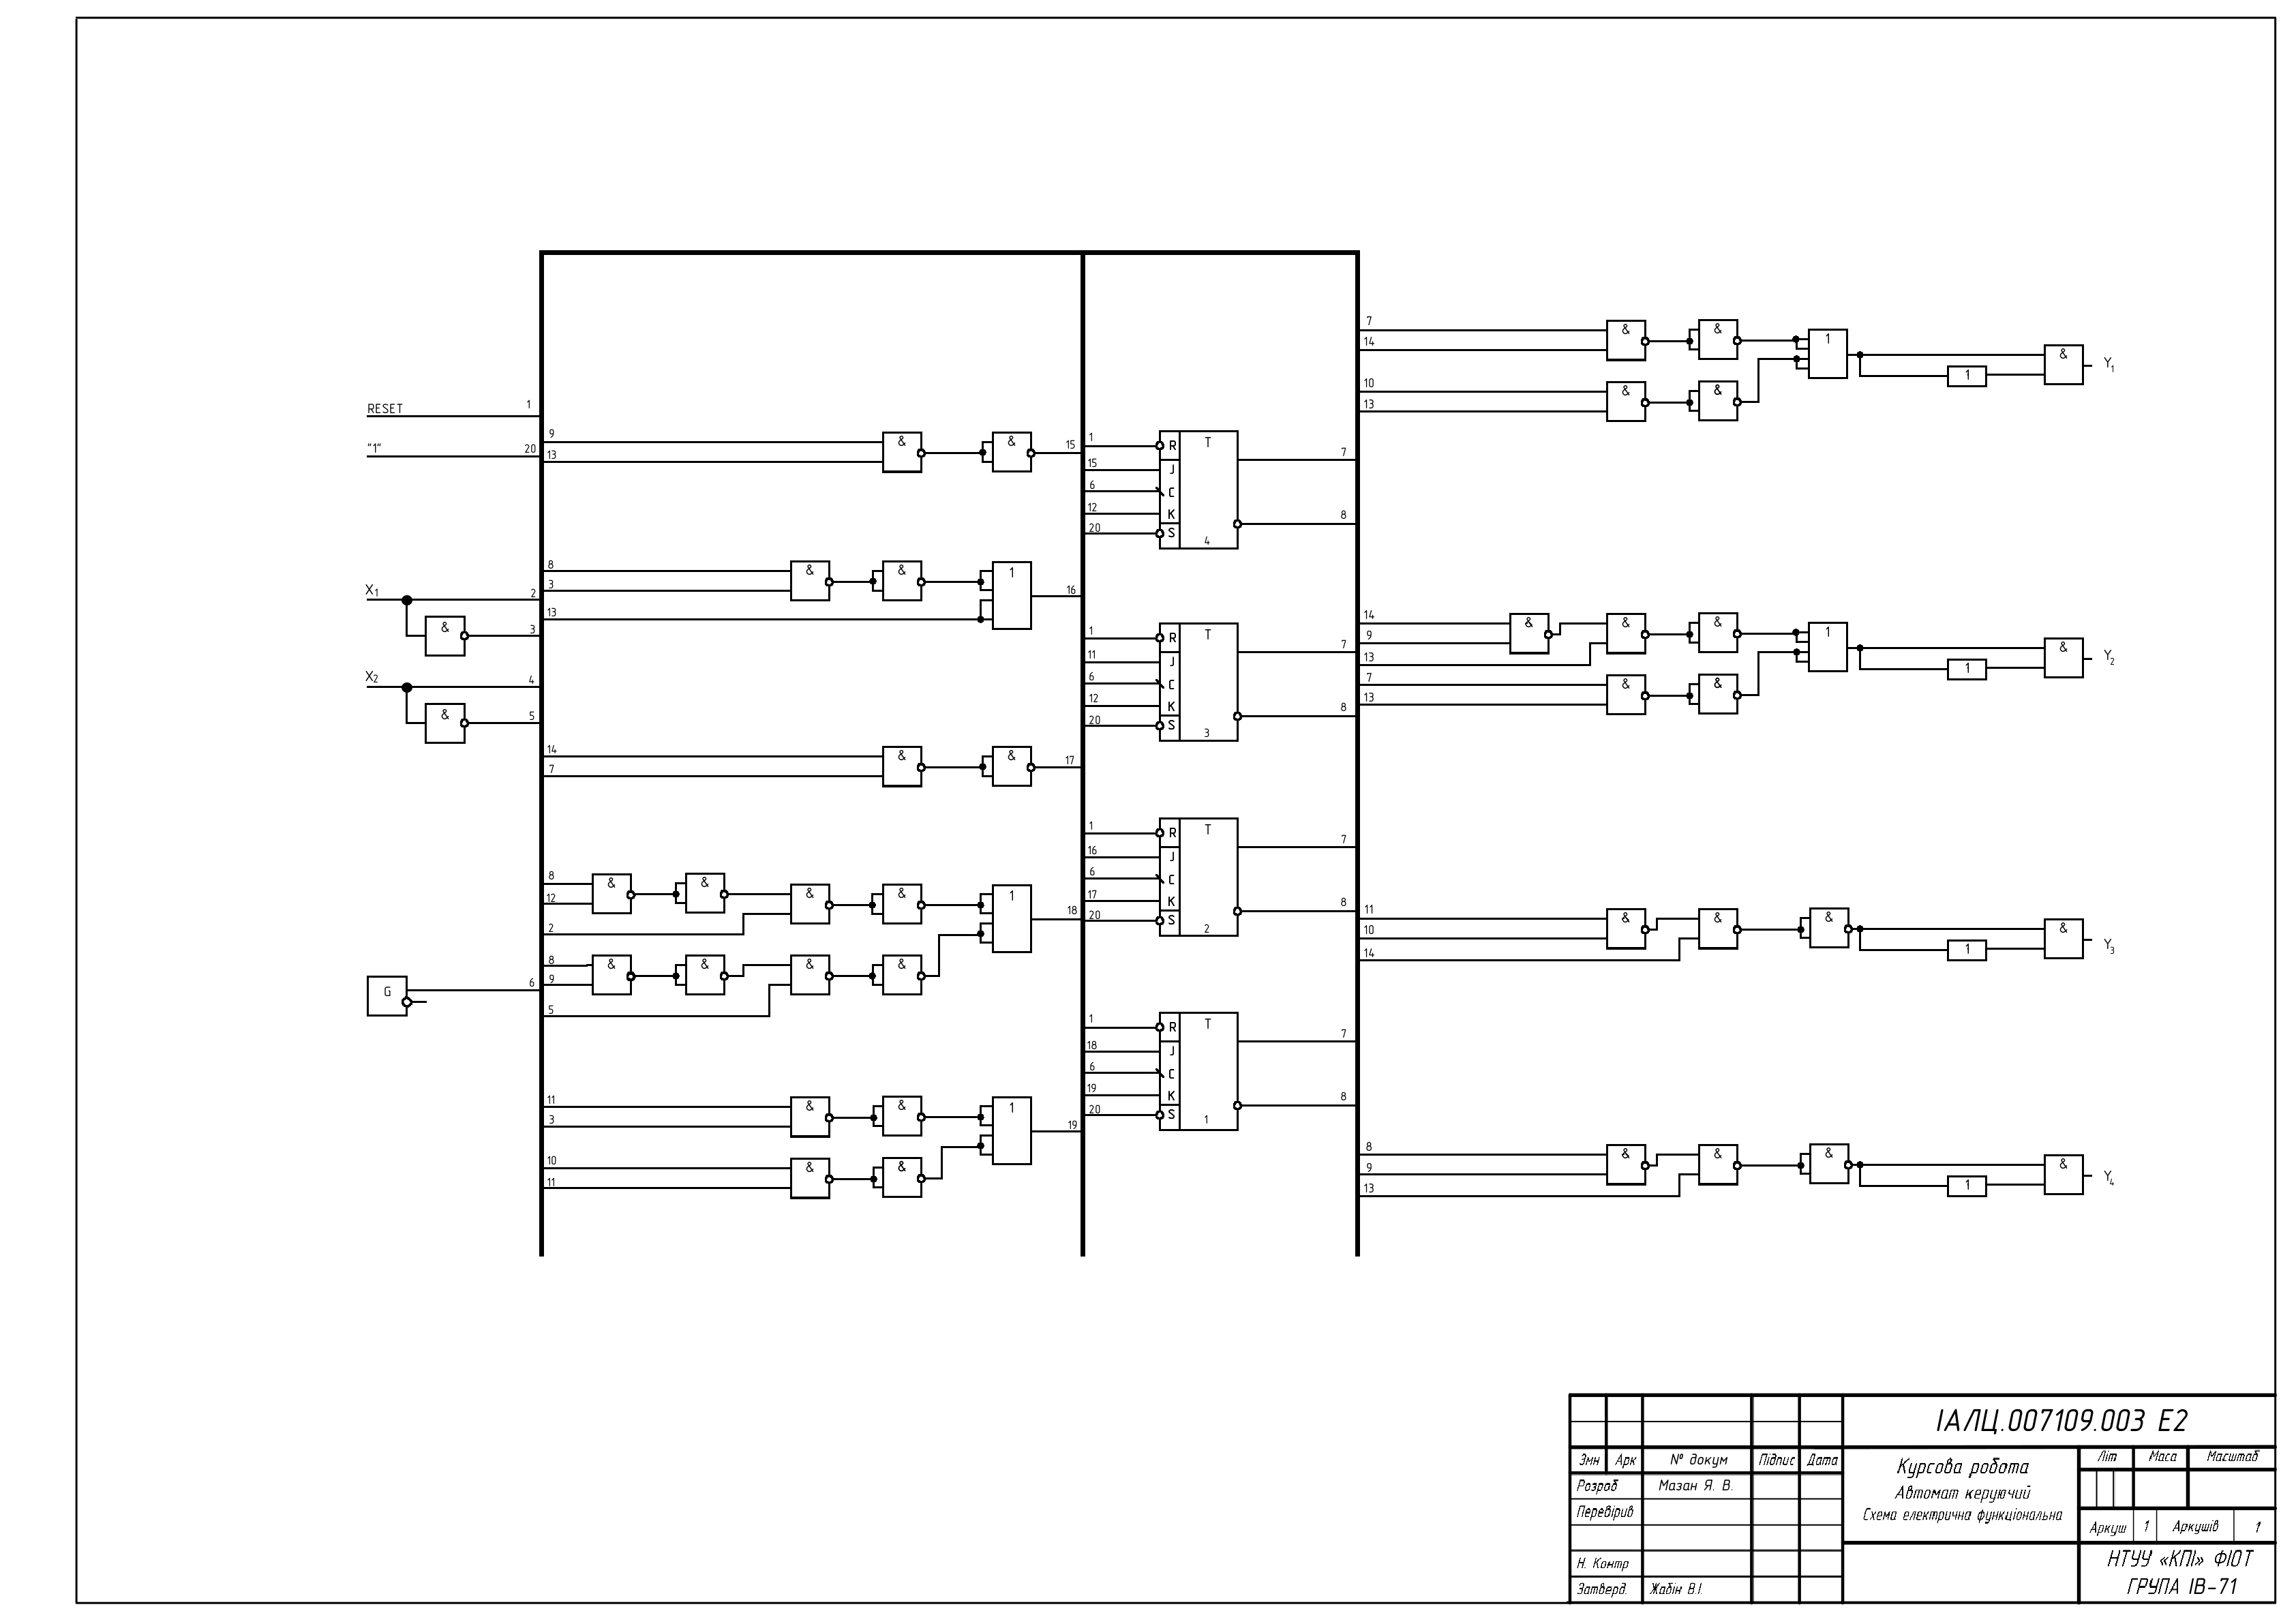 RESET 1
"1" 20
X1 2
3
X2 4
5
G 6
9 & & 15
13
8 & & 1 16
3
13
14 & & 17
7
8 & & & & 1 18
12
2
8 & & & &
9
5
11 & & 1 19
3
10 & &
11
1 R T 7
15 J
6 C
12 K 8
20 S 4
1 R T 7
11 J
6 C
12 K 8
20 S 3
1 R T 7
16 J
6 C
17 K 8
20 S 2
1 R T 7
18 J
6 C
19 K 8
20 S 1
7 & & 1 & Y1
14 1
10 & &
13
14 & & & 1 & Y2
9 1
13
7 & &
13
11 & & & & Y3
10 1
14
8 & & & & Y4
9 1
13
ІАЛЦ.007109.003 Е2
Змн Арк № докум Підпис Дата
Розроб Мазан Я. В.
Перевірив
Н. Контр
Затверд. Жабін В.І.
Курсова робота
Автомат керуючий
Схема електрична функціональна
Літ Маса Масштаб
Аркуш 1 Аркушів 1
НТУУ «КПІ» ФІОТ
ГРУПА ІВ-71